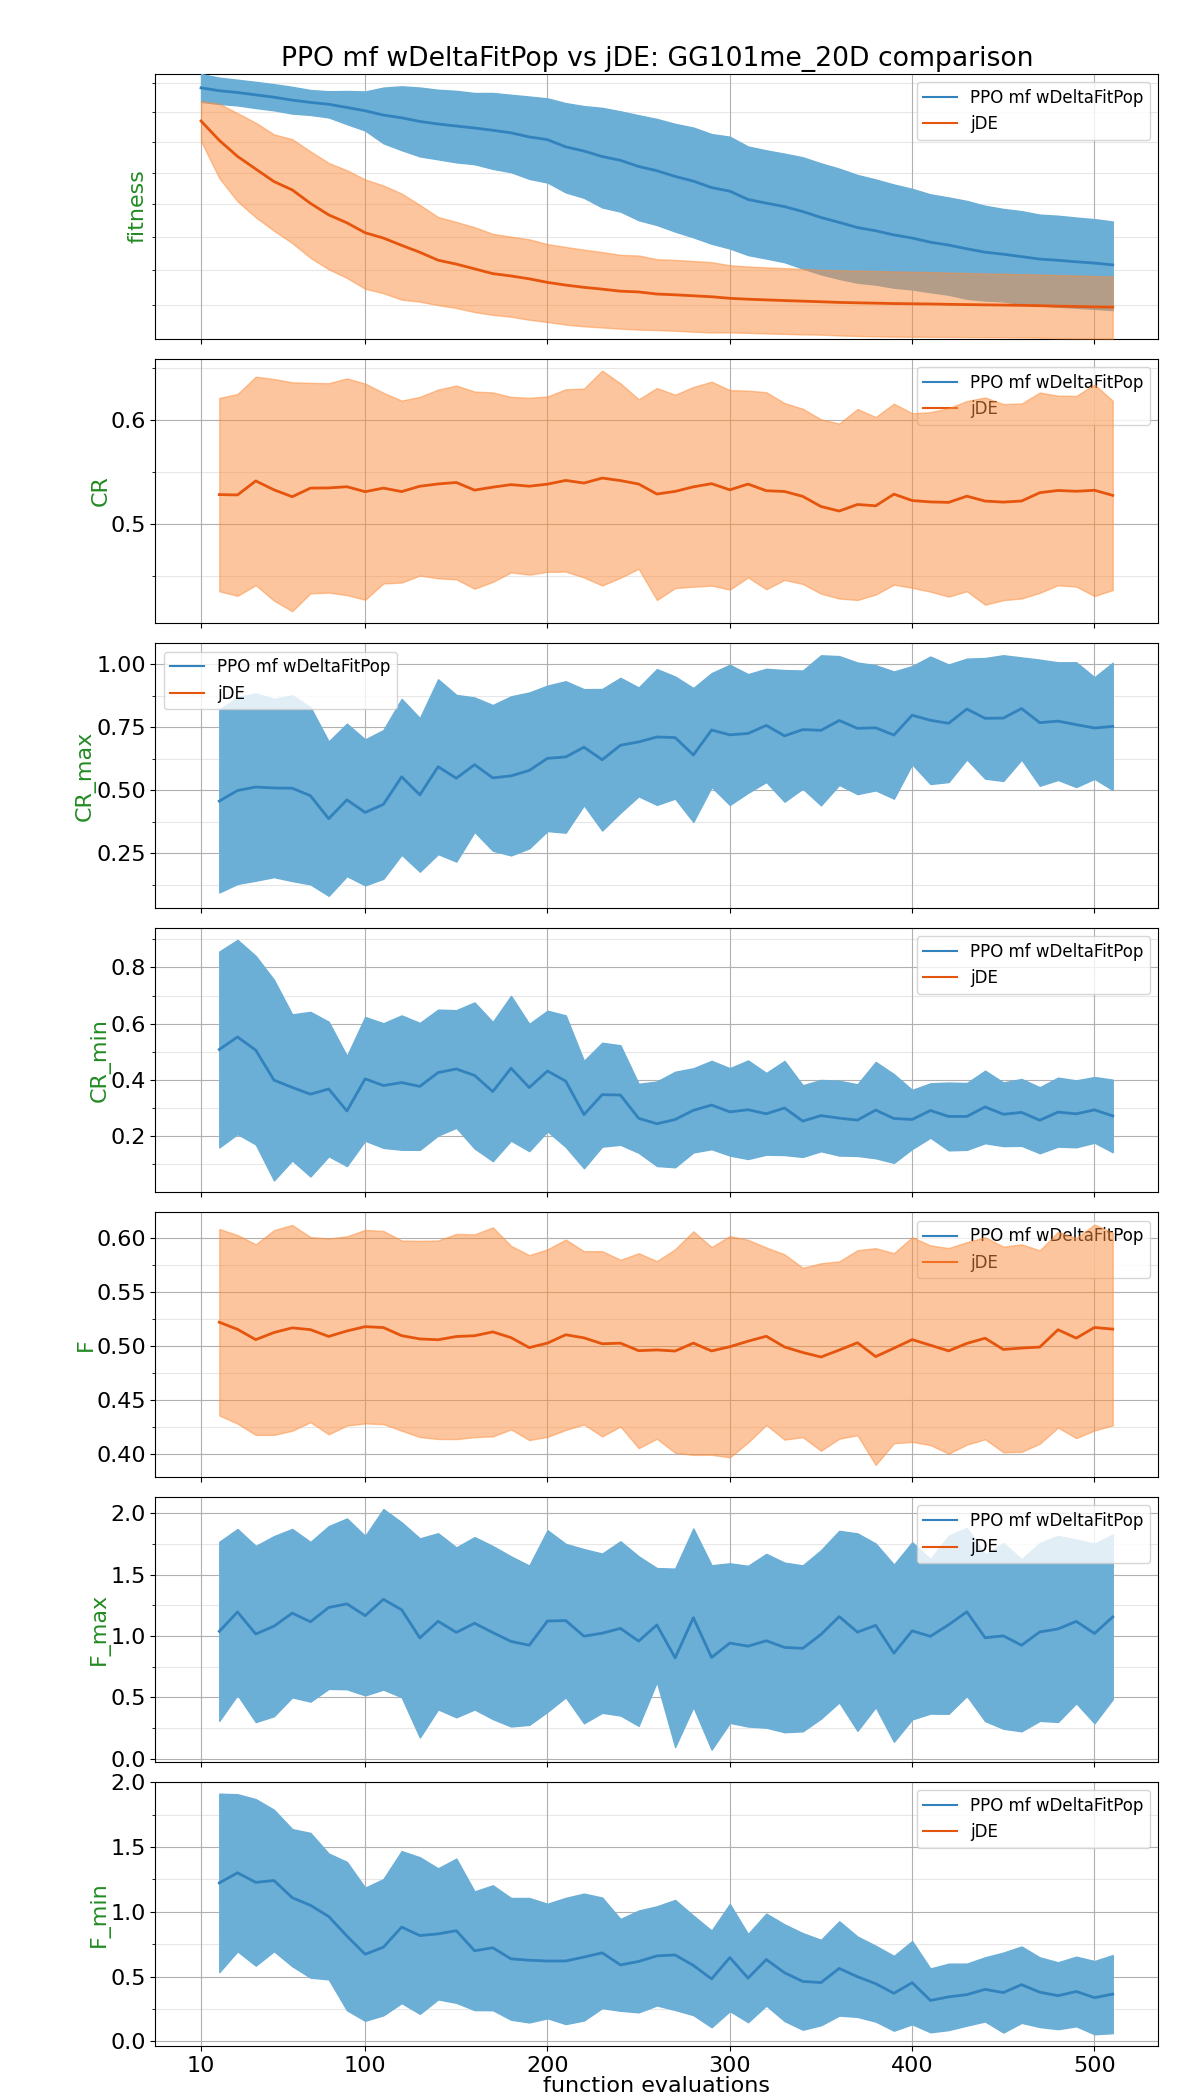 PPO mf wDeltaFitPop vs jDE: GG101me_20D comparison
fitness
PPO mf wDeltaFitPop
jDE
CR
0.6
0.5
PPO mf wDeltaFitPop
jDE
CR_max
1.00
0.75
0.50
0.25
PPO mf wDeltaFitPop
jDE
CR_min
0.8
0.6
0.4
0.2
PPO mf wDeltaFitPop
jDE
F
0.60
0.55
0.50
0.45
0.40
PPO mf wDeltaFitPop
jDE
F_max
2.0
1.5
1.0
0.5
0.0
PPO mf wDeltaFitPop
jDE
F_min
2.0
1.5
1.0
0.5
0.0
PPO mf wDeltaFitPop
jDE
10 100 200 300 400 500
function evaluations